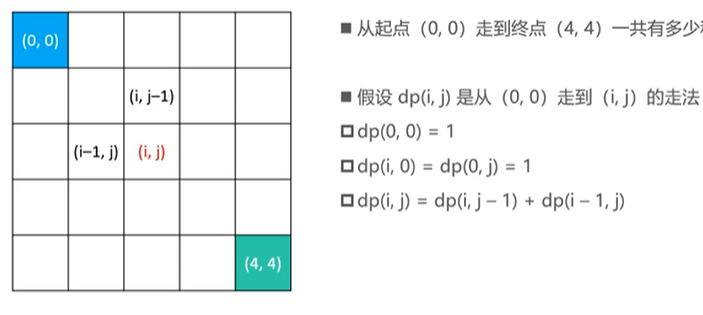 (0, 0)
(i, j−1)
(i−1, j) (i, j)
(4, 4)
■ 从起点（0, 0）走到终点（4, 4）一共有多少
■ 假设 dp(i, j) 是从（0, 0）走到（i, j）的走法
dp(0, 0) = 1
dp(i, 0) = dp(0, j) = 1
dp(i, j) = dp(i, j − 1) + dp(i − 1, j)